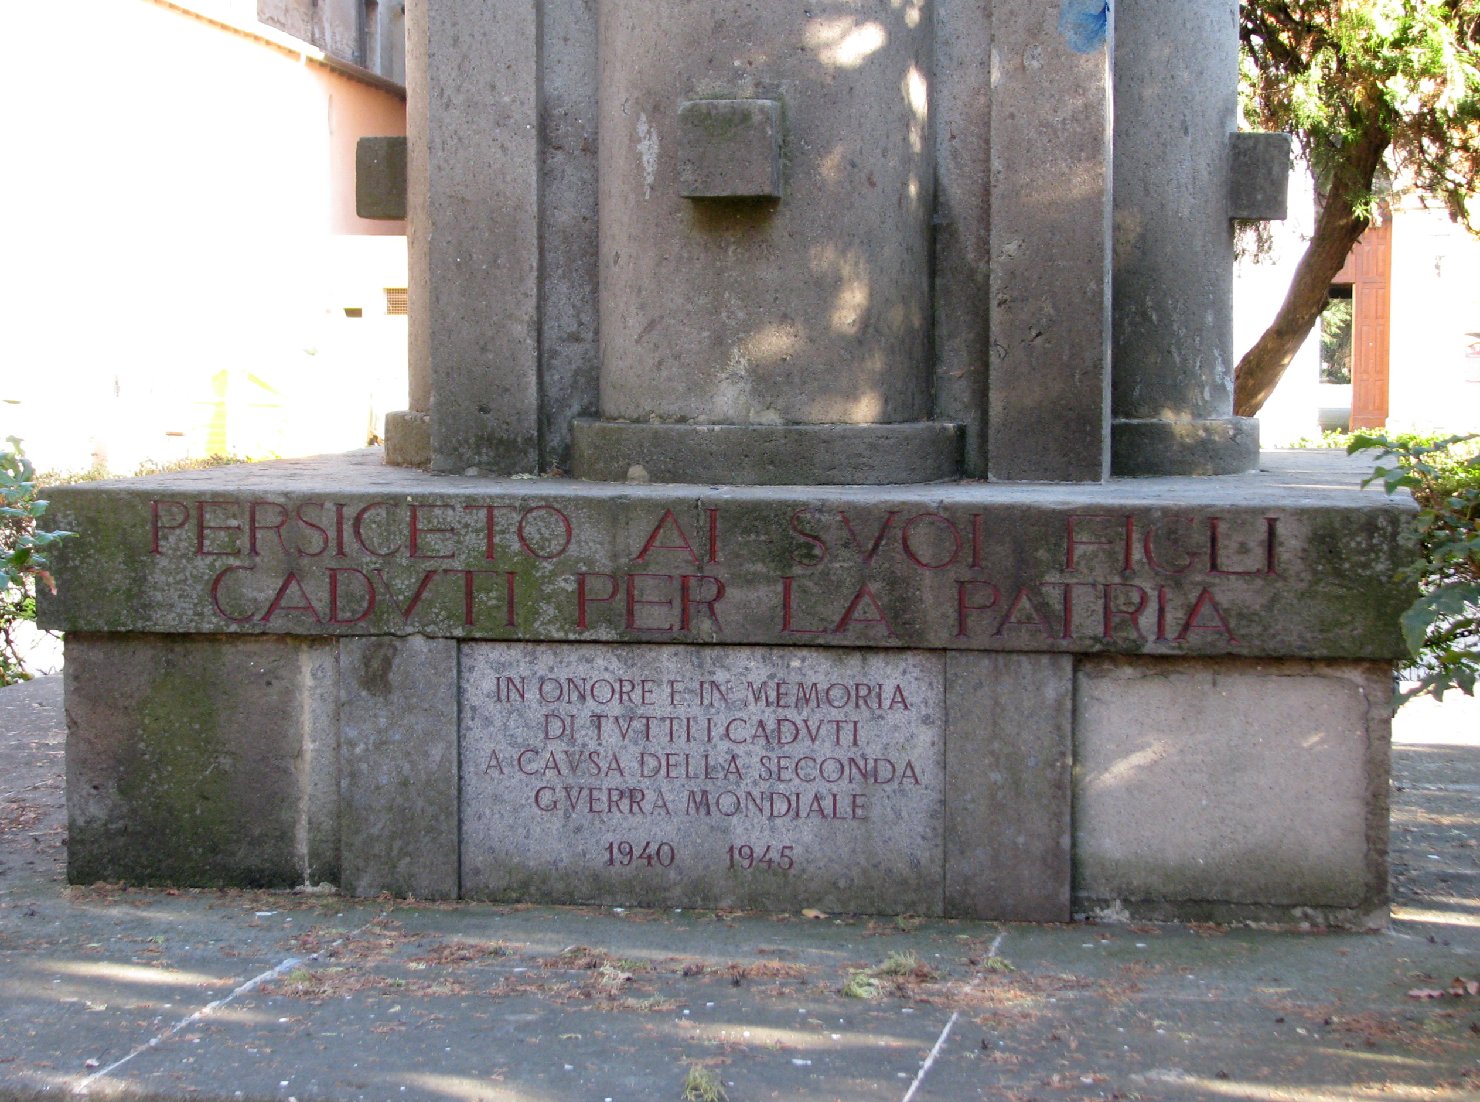 PERSICETO AI SVOI FIGLI
CADVTI PER LA PATRIA
IN ONORE E IN MEMORIA
DI TVTTI I CADVTI
A CAVSA DELLA SECONDA
GVERRA MONDIALE
1940 1945